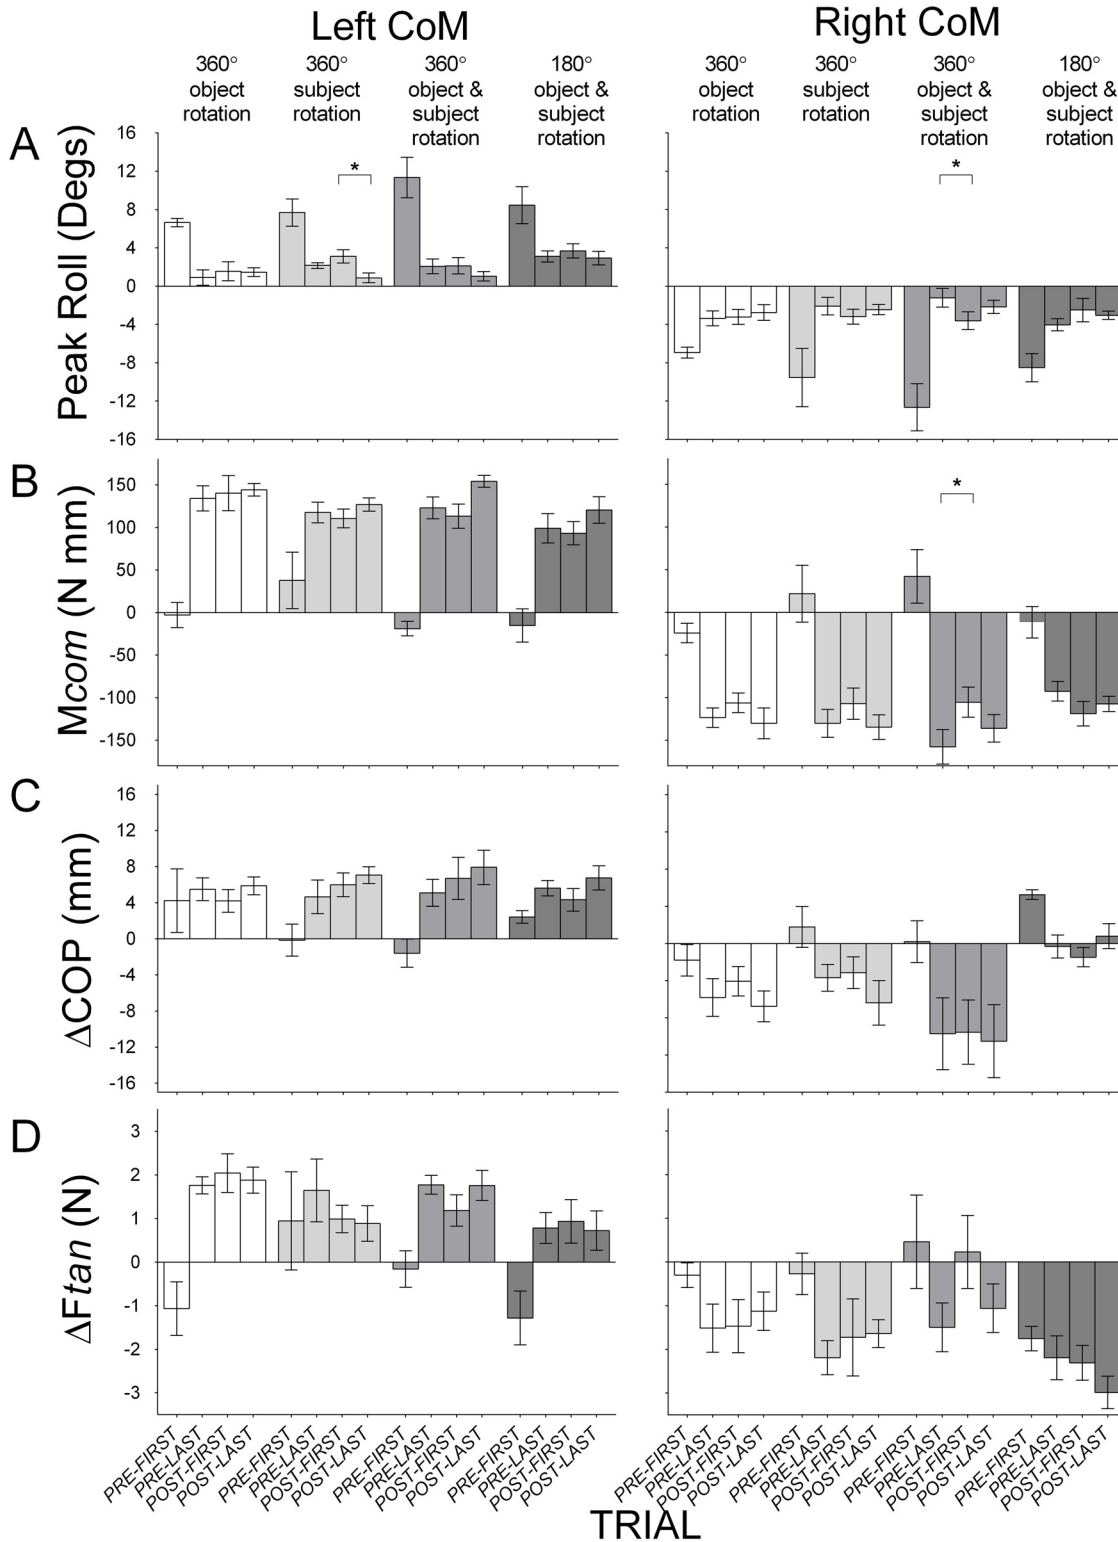 Left CoM
Right CoM
360°
object
rotation
360°
subject
rotation
360°
object &
subject
rotation
180°
object &
subject
rotation
360°
object
rotation
360°
subject
rotation
360°
object &
subject
rotation
180°
object &
subject
rotation
A
Peak Roll (Degs)
16
12
8
4
0
-4
-8
-12
-16
*
*
B
Mcom (N mm)
150
100
50
0
-50
-100
-150
*
C
ΔCOP (mm)
16
12
8
4
0
-4
-8
-12
-16
D
ΔFtan (N)
3
2
1
0
-1
-2
-3
PRE-FIRST
PRE-LAST
POST-FIRST
POST-LAST
PRE-FIRST
PRE-LAST
POST-FIRST
POST-LAST
PRE-FIRST
PRE-LAST
POST-FIRST
POST-LAST
PRE-FIRST
PRE-LAST
POST-FIRST
POST-LAST
PRE-FIRST
PRE-LAST
POST-FIRST
POST-LAST
PRE-FIRST
PRE-LAST
POST-FIRST
POST-LAST
PRE-FIRST
PRE-LAST
POST-FIRST
POST-LAST
PRE-FIRST
PRE-LAST
POST-FIRST
POST-LAST
TRIAL